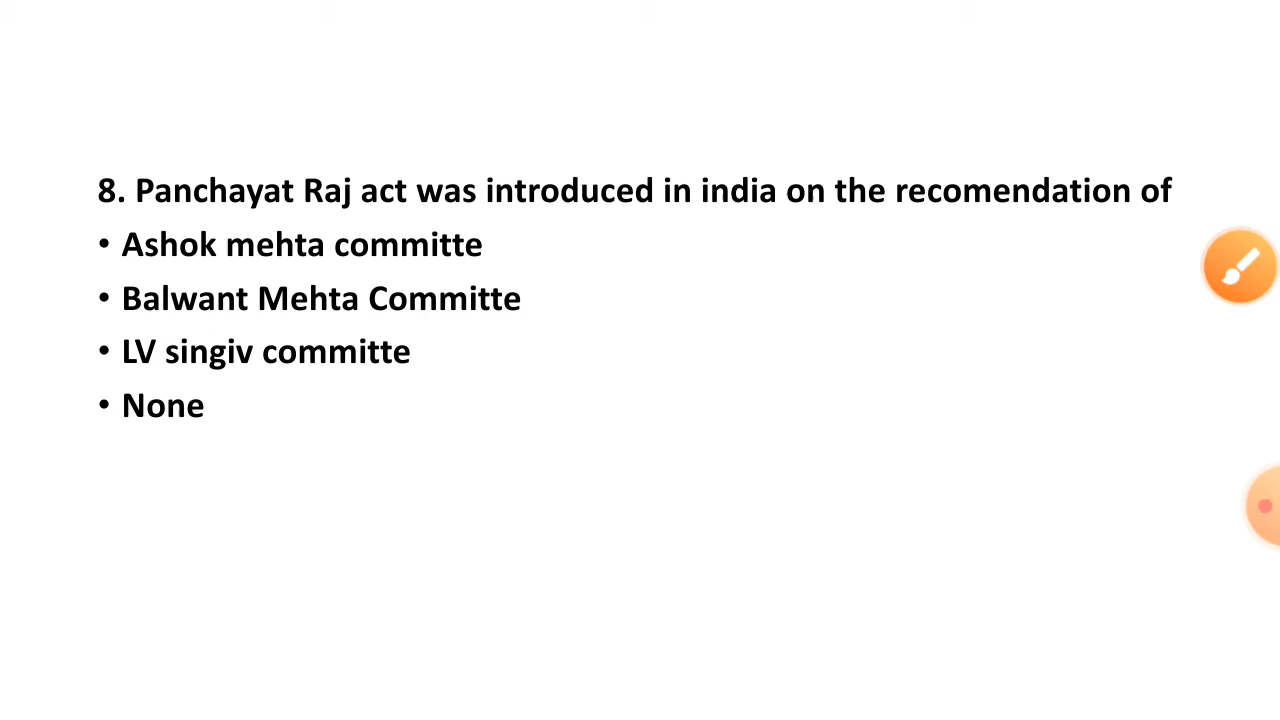 8. Panchayat Raj act was introduced in india on the recomendation of
• Ashok mehta committe
• Balwant Mehta Committe
• LV singiv committe
• None